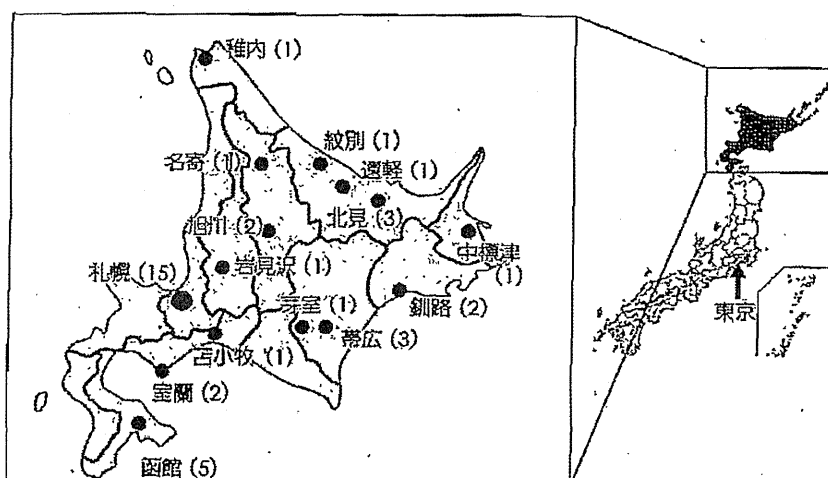 稚内 (1)
紋別 (1)
名寄 (1)
遠軽 (1)
旭川 (2)
北見 (3)
中標津
(1)
岩見沢 (1)
札幌 (15)
芽室 (1)
釧路 (2)
帯広 (3)
苫小牧 (1)
室蘭 (2)
函館 (5)
東京